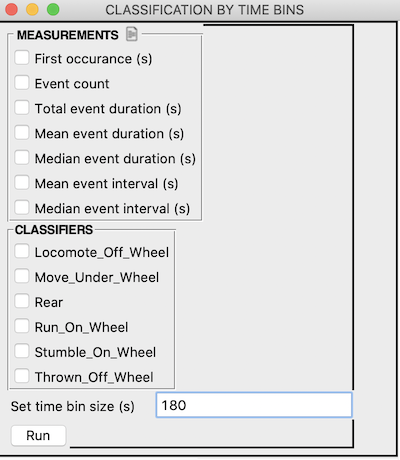 CLASSIFICATION BY TIME BINS
MEASUREMENTS
First occurance (s)
Event count
Total event duration (s)
Mean event duration (s)
Median event duration (s)
Mean event interval (s)
Median event interval (s)
CLASSIFIERS
Locomote_Off_Wheel
Move_Under_Wheel
Rear
Run_On_Wheel
Stumble_On_Wheel
Thrown_Off_Wheel
Set time bin size (s) 180
Run